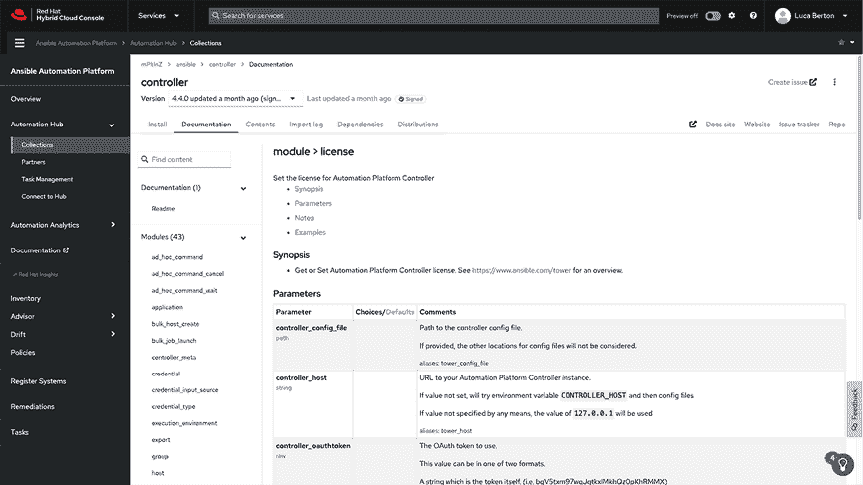 Red Hat
Hybrid Cloud Console
Services
Search for services
Preview off
Luca Berton
Ansible Automation Platform
Automation Hub
Collections
Ansible Automation Platform
Overview
Automation Hub
Collections
Partners
Task Management
Connect to Hub
Automation Analytics
Documentation
Red Hat Insights
Inventory
Advisor
Drift
Policies
Register Systems
Remediations
Tasks
ansible
controller
Documentation
controller
Version 4.4.0 updated a month ago (sign...
Last updated a month ago
Signed
Create issue
Install
Documentation
Contents
Import log
Dependencies
Distributions
Docs site
Website
Issue tracker
Repo
Find content
Documentation (1)
Readme
Modules (43)
ad_hoc_command
ad_hoc_command_cancel
ad_hoc_command_wait
application
bulk_host_create
bulk_job_launch
controller_meta
credential
credential_input_source
credential_type
execution_environment
export
group
host
module > license
Set the license for Automation Platform Controller
Synopsis
Parameters
Notes
Examples
Synopsis
Get or Set Automation Platform Controller license. See https://www.ansible.com/tower for an overview.
Parameters
Parameter Choices/Defaults Comments
controller_config_file
path
Path to the controller config file.
If provided, the other locations for config files will not be considered.
aliases: tower_config_file
controller_host
string
URL to your Automation Platform Controller instance.
If value not set, will try environment variable CONTROLLER_HOST and then config files
If value not specified by any means, the value of 127.0.0.1 will be used
aliases: tower_host
controller_oauthtoken
raw
The OAuth token to use.
This value can be in one of two formats.
A string which is the token itself. (i.e.
Feedback
4